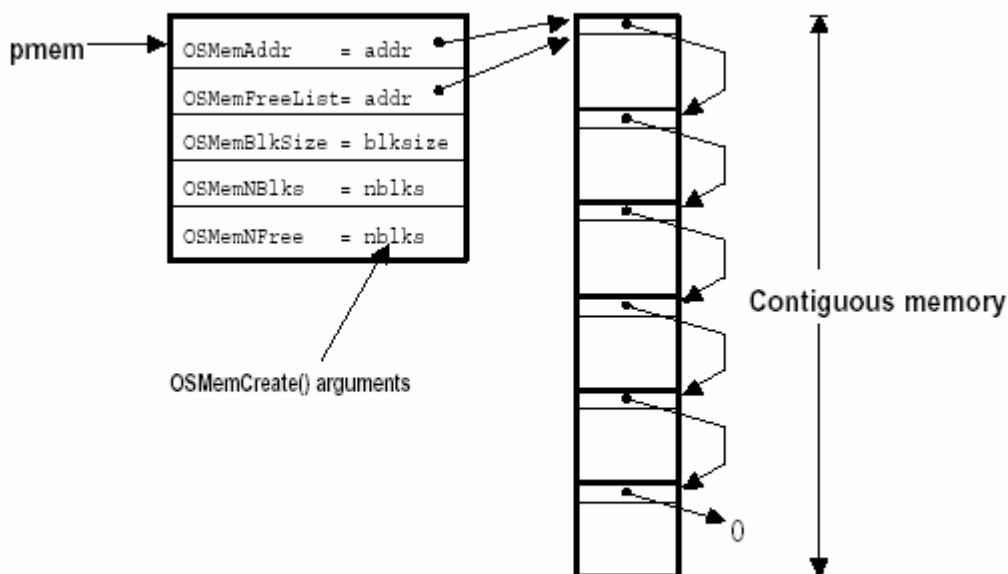 pmem
OSMemAddr = addr
OSMemFreeList= addr
OSMemBlkSize = blksize
OSMemNBlks = nblks
OSMemNFree = nblks
OSMemCreate() arguments
Contiguous memory
0